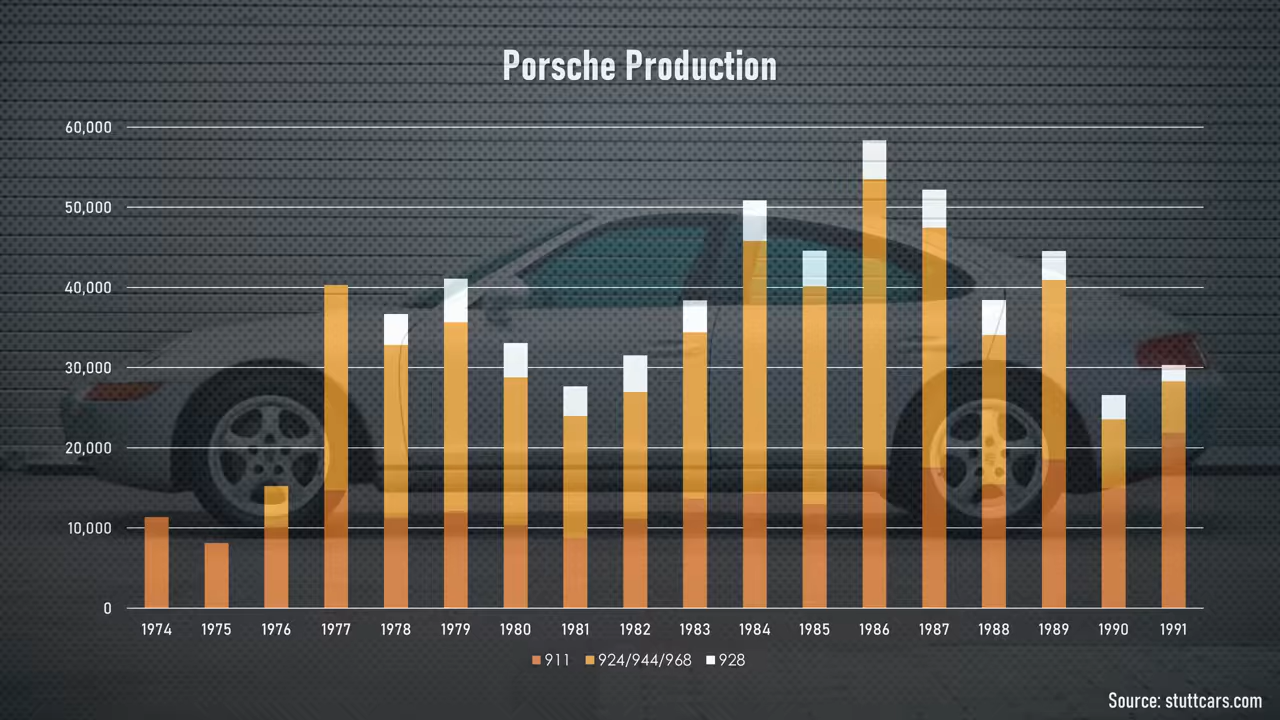 Porsche Production
60,000
50,000
40,000
30,000
20,000
10,000
0
1974 1975 1976 1977 1978 1979 1980 1981 1982 1983 1984 1985 1986 1987 1988 1989 1990 1991
911 924/944/968 928
Source: stuttcars.com